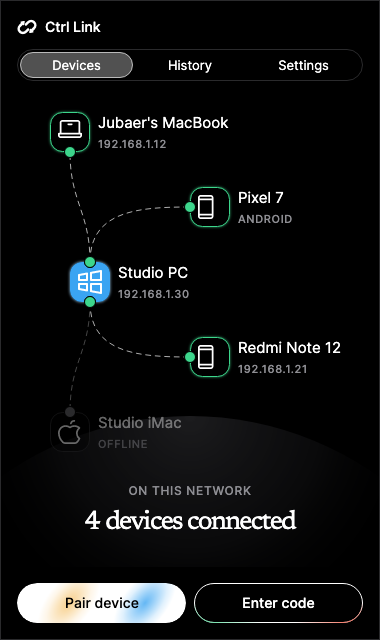 Ctrl Link
Devices
History
Settings
Jubaer's MacBook
192.168.1.12
Pixel 7
ANDROID
Studio PC
192.168.1.30
Redmi Note 12
192.168.1.21
Studio iMac
OFFLINE
ON THIS NETWORK
4 devices connected
Pair device
Enter code